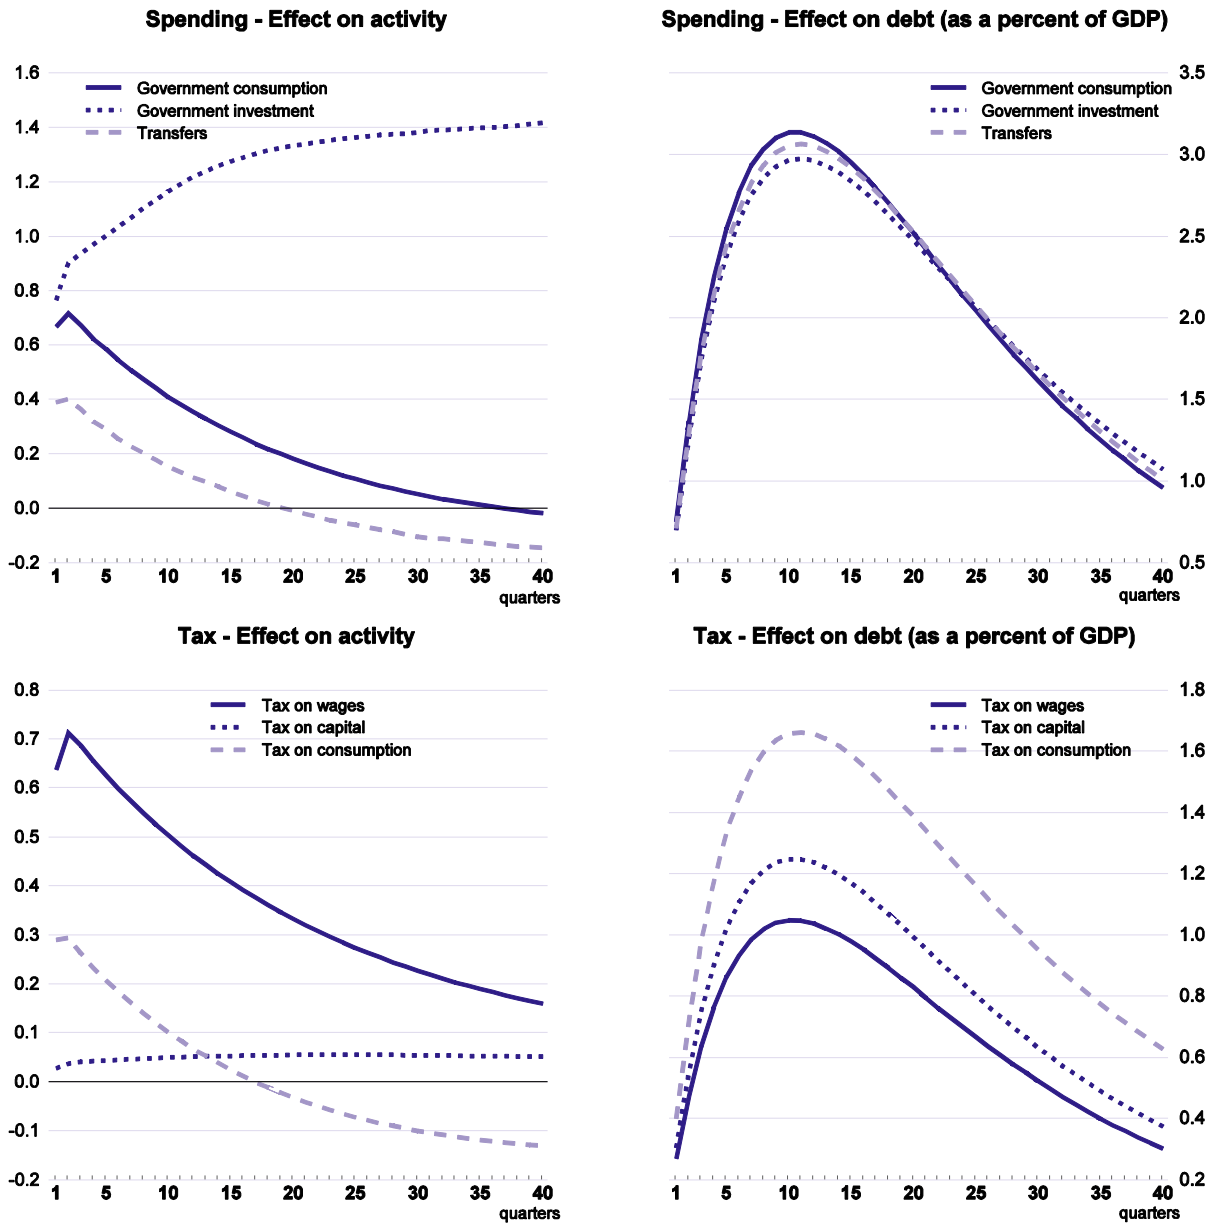 Spending - Effect on activity
1.6
1.4
1.2
1.0
0.8
0.6
0.4
0.2
0.0
-0.2
Government consumption
Government investment
Transfers
1 5 10 15 20 25 30 35 40
quarters
Spending - Effect on debt (as a percent of GDP)
Government consumption
Government investment
Transfers
3.5
3.0
2.5
2.0
1.5
1.0
0.5
1 5 10 15 20 25 30 35 40
quarters
Tax - Effect on activity
0.8
0.7
0.6
0.5
0.4
0.3
0.2
0.1
0.0
-0.1
-0.2
Tax on wages
Tax on capital
Tax on consumption
1 5 10 15 20 25 30 35 40
quarters
Tax - Effect on debt (as a percent of GDP)
Tax on wages
Tax on capital
Tax on consumption
1.8
1.6
1.4
1.2
1.0
0.8
0.6
0.4
0.2
1 5 10 15 20 25 30 35 40
quarters